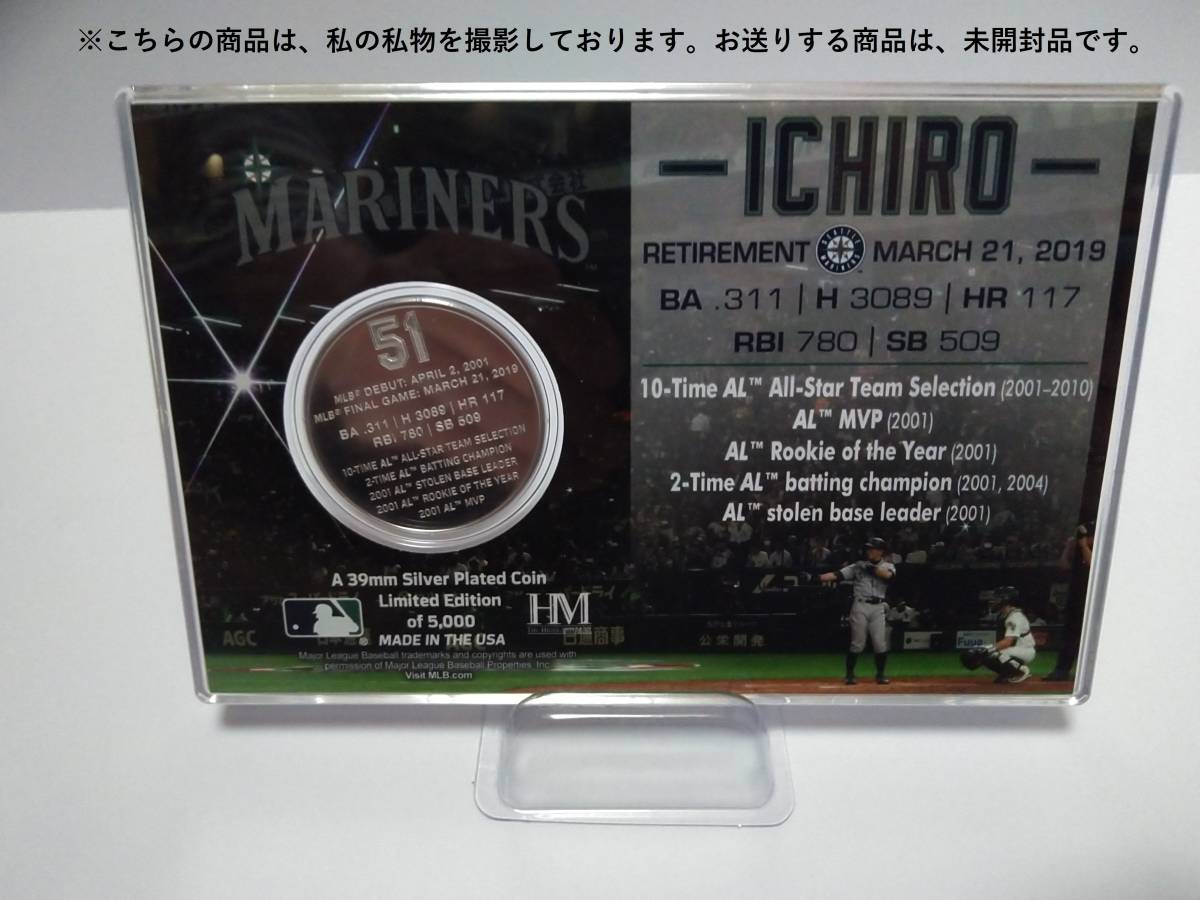 ※こちらの商品は、私の私物を撮影しております。お送りする商品は、未開封品です。
MARINERS™
ICHIRO
RETIREMENT SEATTLE MARINERS MARCH 21, 2019
BA .311 | H 3089 | HR 117
RBI 780 | SB 509
10-Time AL™ All-Star Team Selection (2001–2010)
AL™ MVP (2001)
AL™ Rookie of the Year (2001)
2-Time AL™ batting champion (2001, 2004)
AL™ stolen base leader (2001)
51
MLB® DEBUT: APRIL 2, 2001
MLB® FINAL GAME: MARCH 21, 2019
BA .311 | H 3089 | HR 117
RBI 780 | SB 509
10-TIME AL™ ALL-STAR TEAM SELECTION
2-TIME AL™ BATTING CHAMPION
2001 AL™ STOLEN BASE LEADER
2001 AL™ ROOKIE OF THE YEAR
2001 AL™ MVP
A 39mm Silver Plated Coin
Limited Edition
of 5,000
MADE IN THE USA
HM
Major League Baseball trademarks and copyrights are used with
permission of Major League Baseball Properties, Inc.
Visit MLB.com
AGC
公栄開発
Fuua